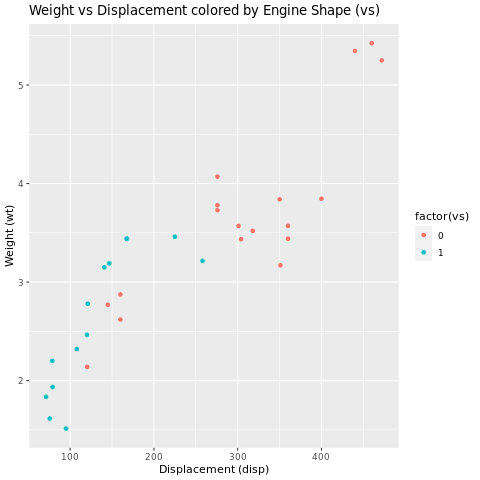 Weight vs Displacement colored by Engine Shape (vs)
5
4
3
2
Weight (wt)
100 200 300 400
Displacement (disp)
factor(vs)
0
1